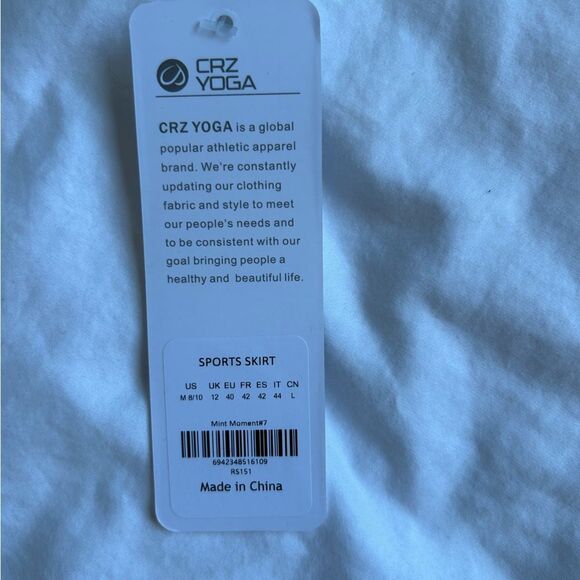 CRZ
YOGA
CRZ YOGA is a global
popular athletic apparel
brand. We're constantly
updating our clothing
fabric and style to meet
our people's needs and
to be consistent with our
goal bringing people a
healthy and beautiful life.
SPORTS SKIRT
US UK EU FR ES IT CN
M 8/10 12 40 42 42 44 L
Mint Moment#7
6942348516109
RS151
Made in China